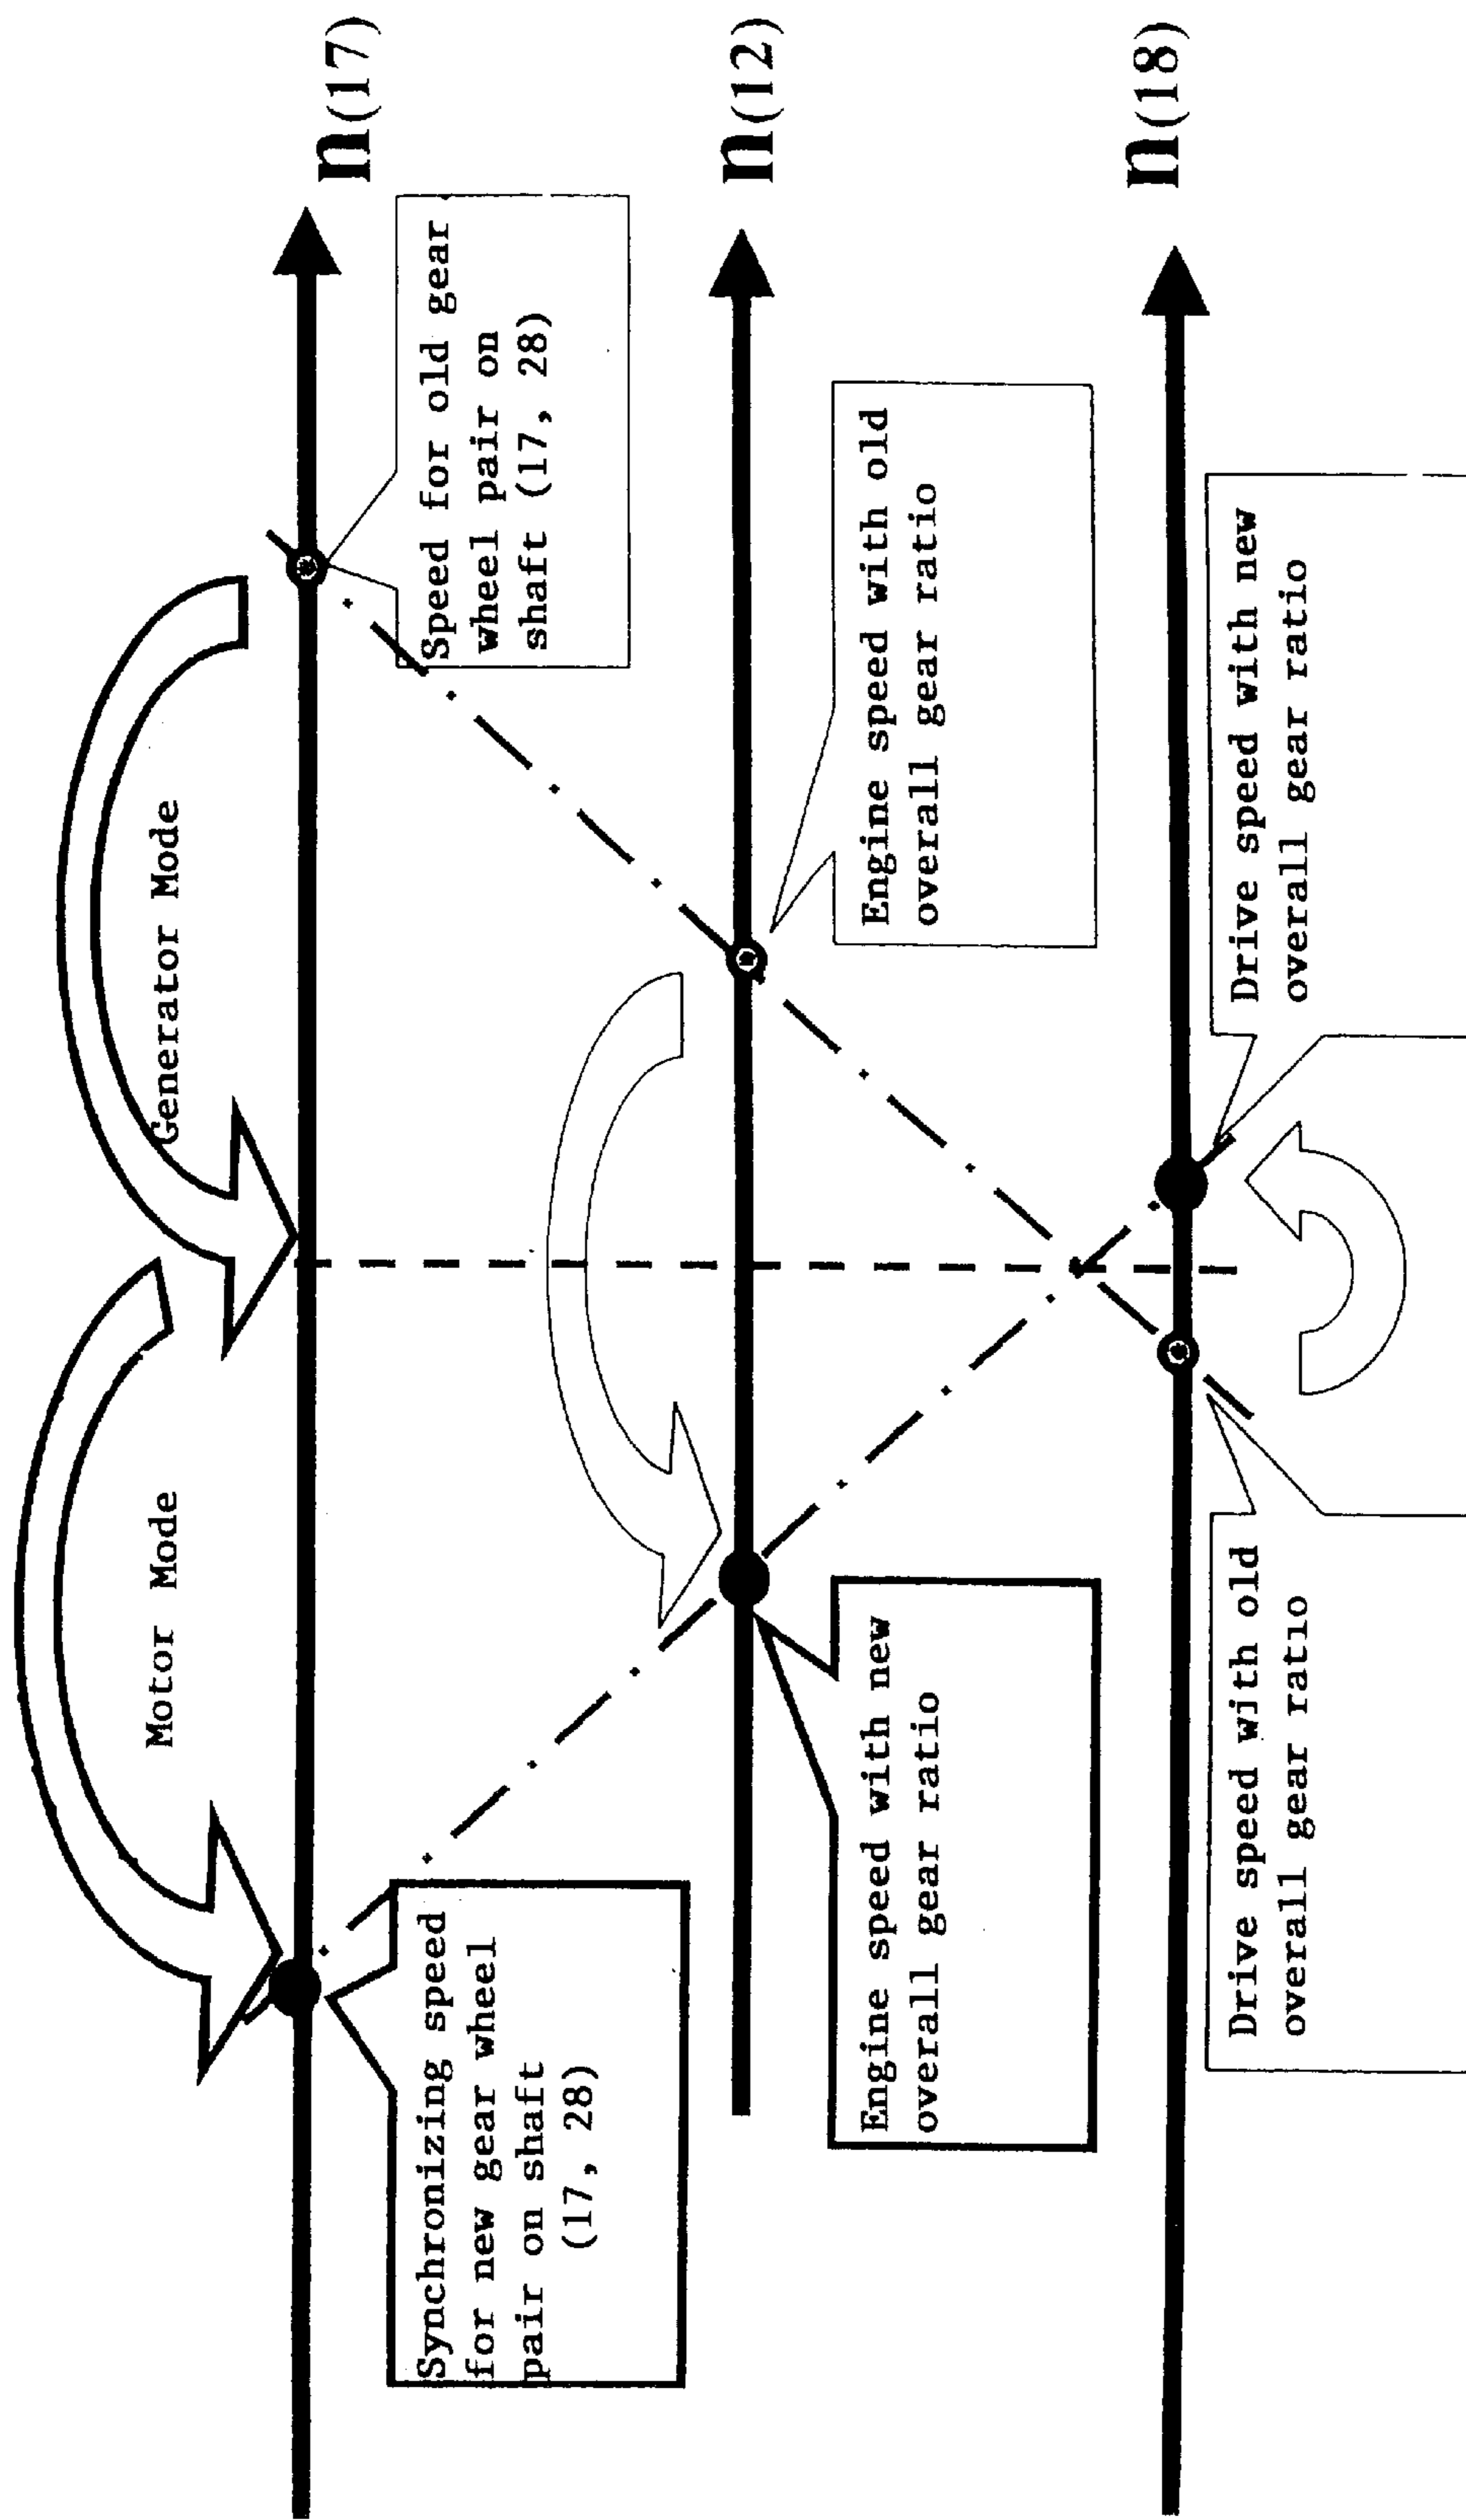 Motor Mode
Generator Mode
n(17)
Synchronizing speed
for new gear wheel
pair on shaft
(17, 28)
Speed for old gear
wheel pair on
shaft (17, 28)
n(12)
Engine speed with new
overall gear ratio
Engine speed with old
overall gear ratio
n(18)
Drive speed with old
overall gear ratio
Drive speed with new
overall gear ratio